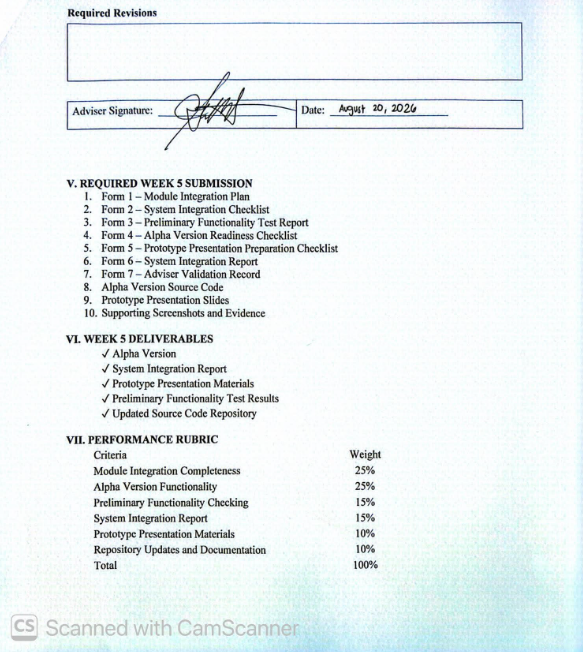 Required Revisions
Adviser Signature: Date: August 20, 2026
V. REQUIRED WEEK 5 SUBMISSION
1. Form 1 – Module Integration Plan
2. Form 2 – System Integration Checklist
3. Form 3 – Preliminary Functionality Test Report
4. Form 4 – Alpha Version Readiness Checklist
5. Form 5 – Prototype Presentation Preparation Checklist
6. Form 6 – System Integration Report
7. Form 7 – Adviser Validation Record
8. Alpha Version Source Code
9. Prototype Presentation Slides
10. Supporting Screenshots and Evidence
VI. WEEK 5 DELIVERABLES
✓ Alpha Version
✓ System Integration Report
✓ Prototype Presentation Materials
✓ Preliminary Functionality Test Results
✓ Updated Source Code Repository
VII. PERFORMANCE RUBRIC
Criteria Weight
Module Integration Completeness 25%
Alpha Version Functionality 25%
Preliminary Functionality Checking 15%
System Integration Report 15%
Prototype Presentation Materials 10%
Repository Updates and Documentation 10%
Total 100%
CS Scanned with CamScanner